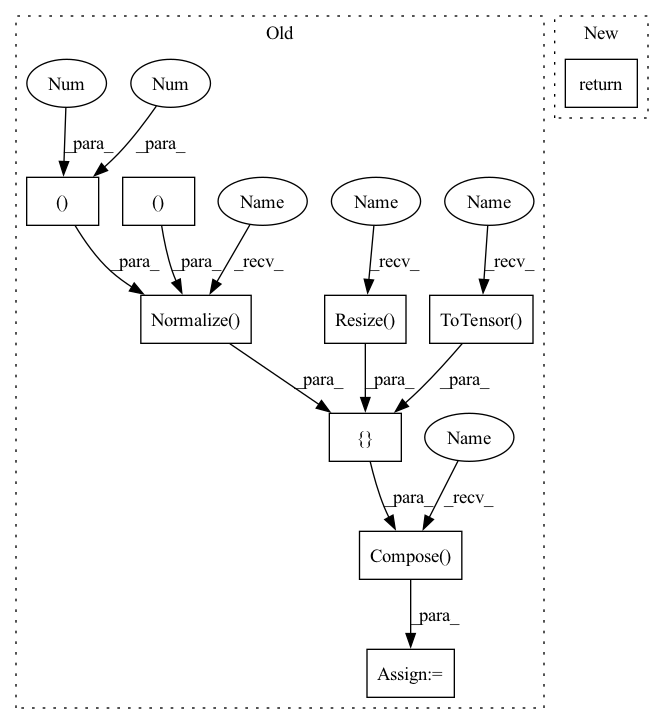 Old
New
Num
Num
return
_para_
_para_
()
()
Name
Name
Name
_para_
_para_
_recv_
_recv_
_recv_
Normalize()
Resize()
ToTensor()
_para_
_para_
_para_
{}
Name
_para_
_recv_
Compose()
_para_
Assign:=